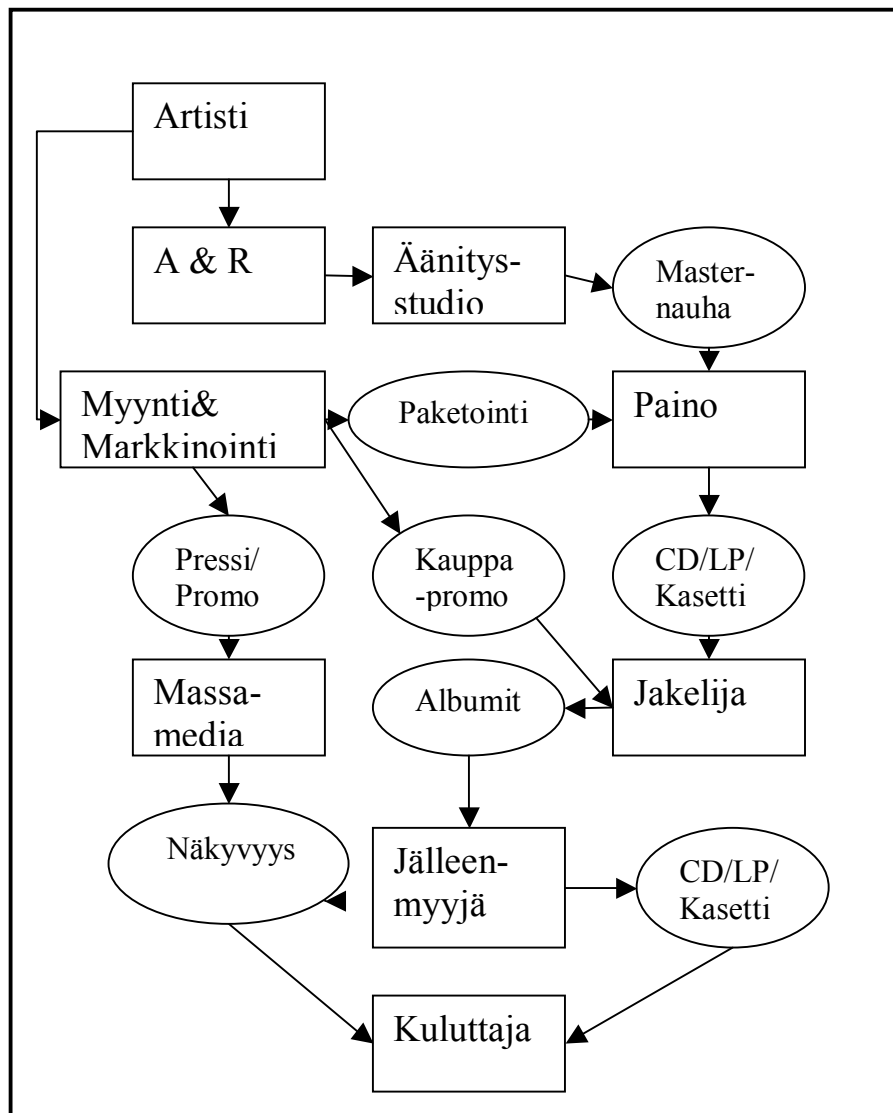 Artisti
A & R
Äänitys-
studio
Master-
nauha
Myynti&
Markkinointi
Paketointi
Paino
Pressi/
Promo
Kauppa
-promo
CD/LP/
Kasetti
Massa-
media
Albumit
Jakelija
Näkyvyys
Jälleen-
myyjä
CD/LP/
Kasetti
Kuluttaja